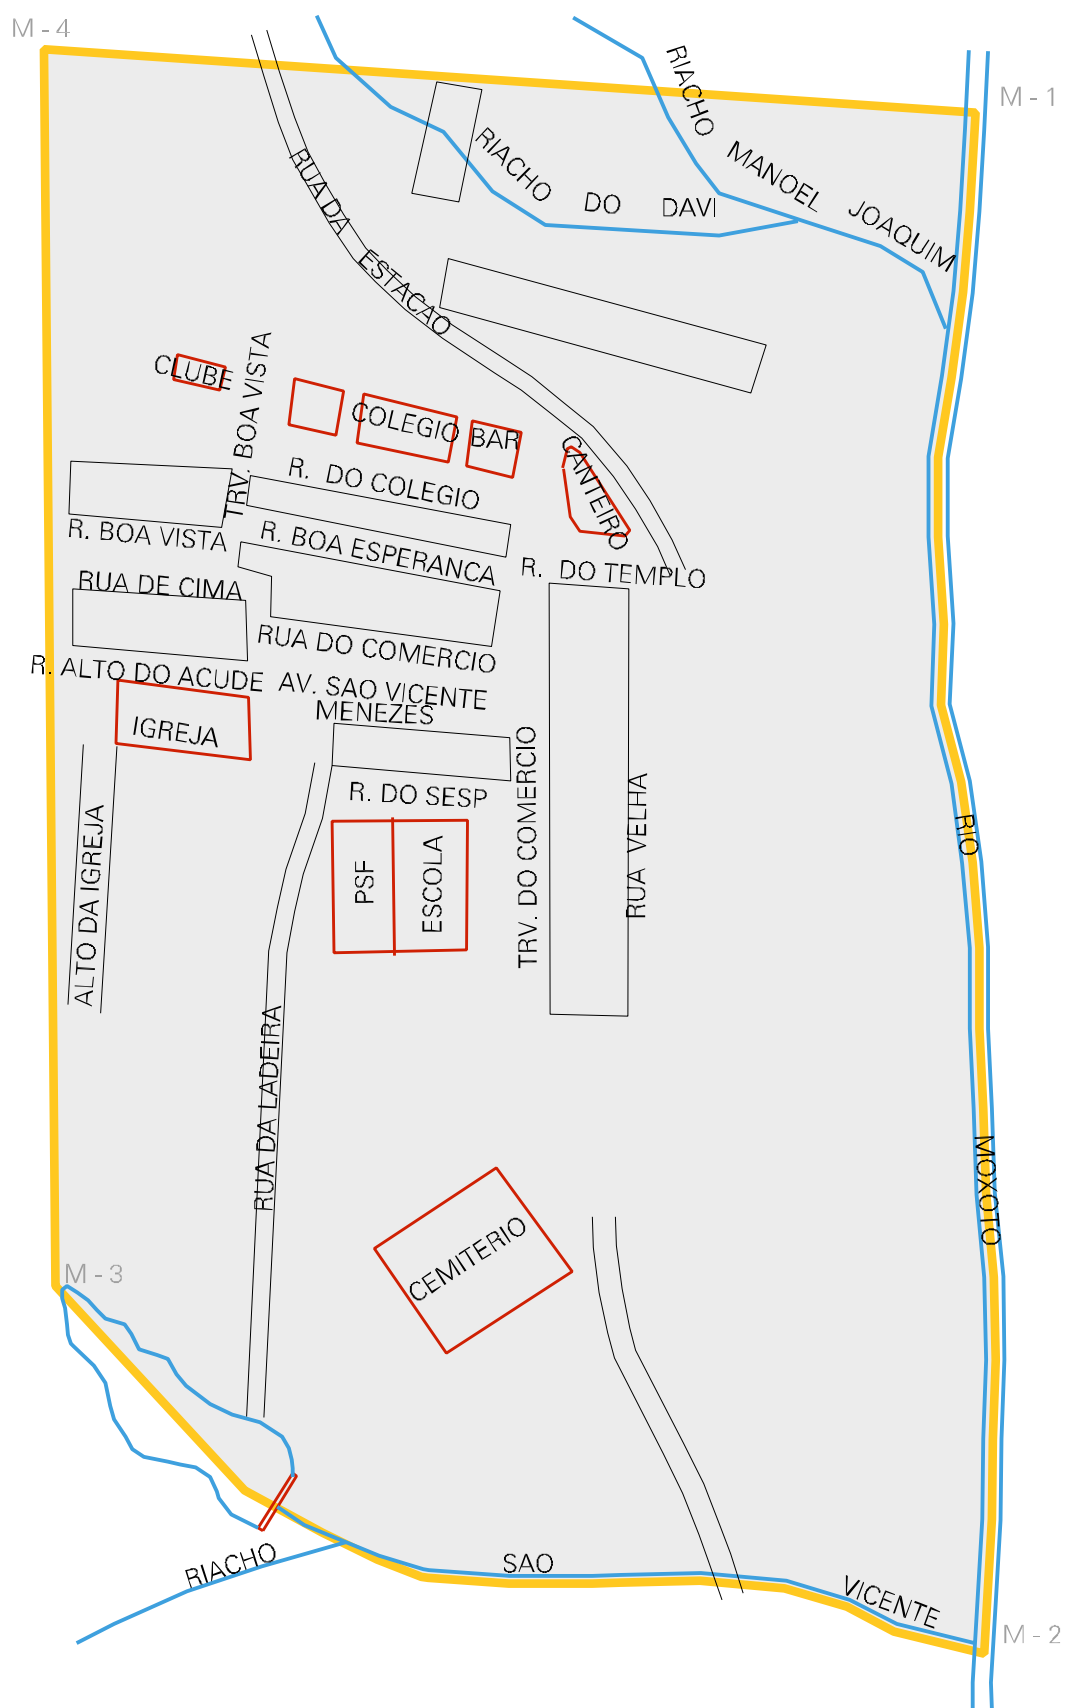 M - 4
M - 1
RIACHO MANOEL JOAQUIM
RIACHO DO DAVI
RUA DA ESTACAO
CLUBE
TRV. BOA VISTA
COLEGIO
BAR
CANTEIRO
R. DO COLEGIO
R. BOA VISTA
R. BOA ESPERANCA
R. DO TEMPLO
RUA DE CIMA
RUA DO COMERCIO
R. ALTO DO ACUDE
AV. SAO VICENTE
MENEZES
IGREJA
R. DO SESP
TRV. DO COMERCIO
RUA VELHA
ALTO DA IGREJA
PSF
ESCOLA
RIO MOXOTO
RUA DA LADEIRA
CEMITERIO
M - 3
RIACHO SAO VICENTE
M - 2